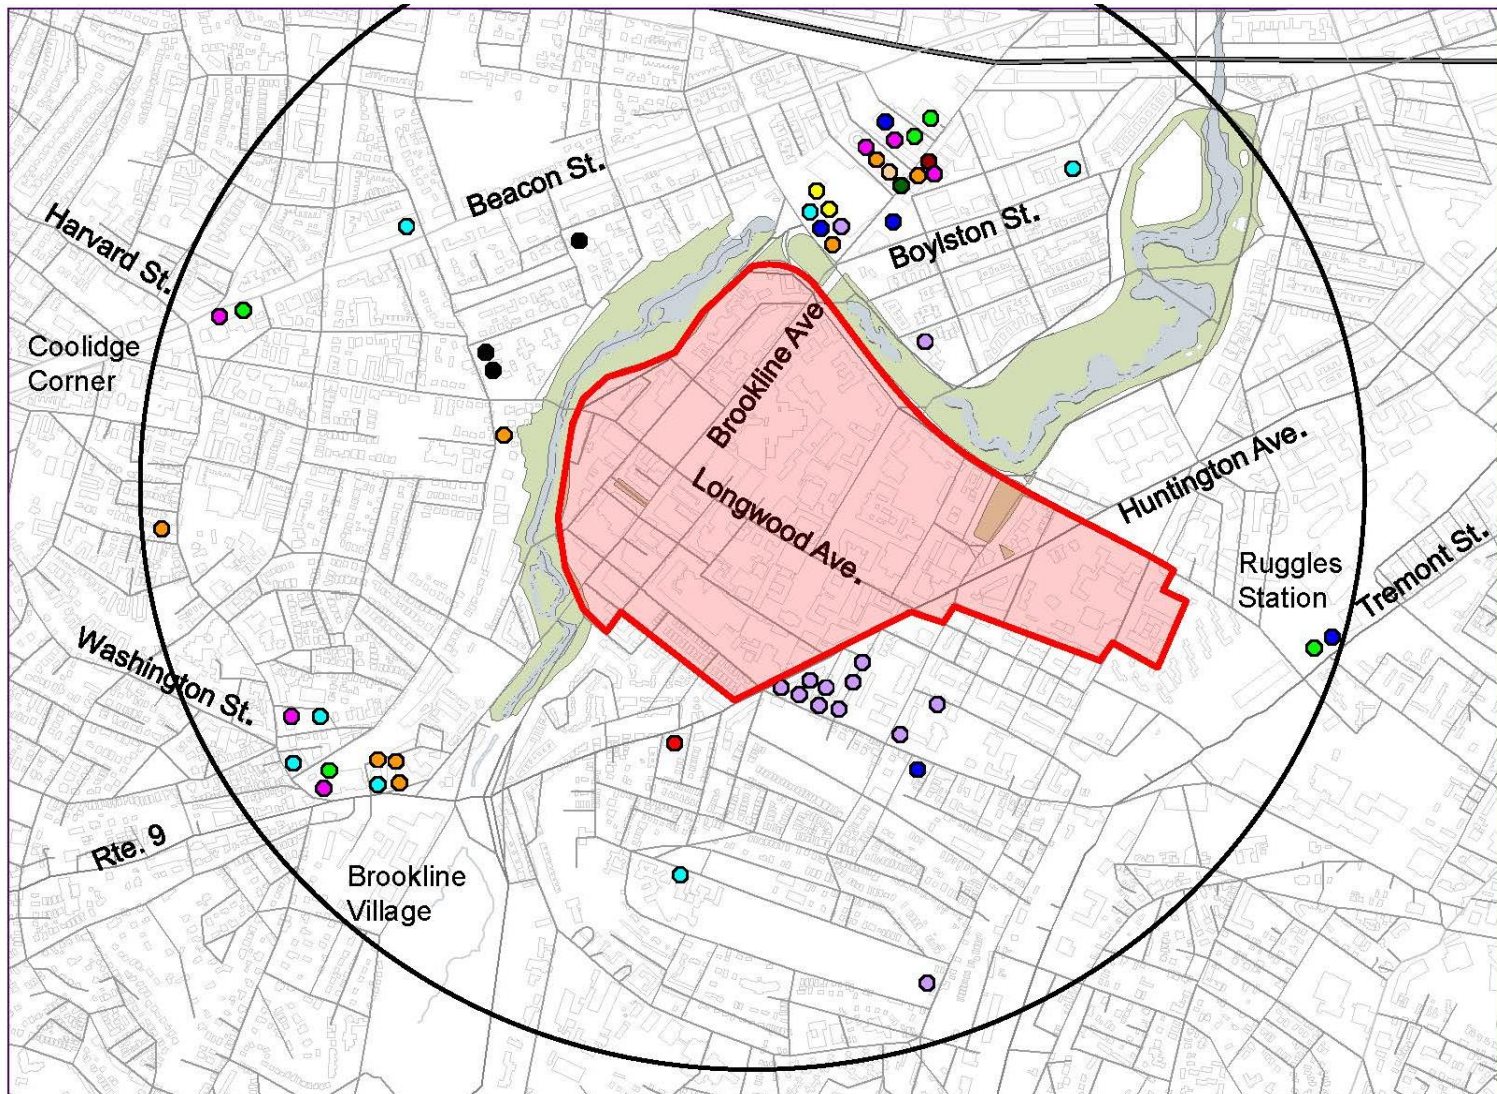 Beacon St.
Harvard St.
Boylston St.
Coolidge
Corner
Brookline Ave
Longwood Ave.
Huntington Ave.
Ruggles
Station
Tremont St.
Washington St.
Rte. 9
Brookline
Village